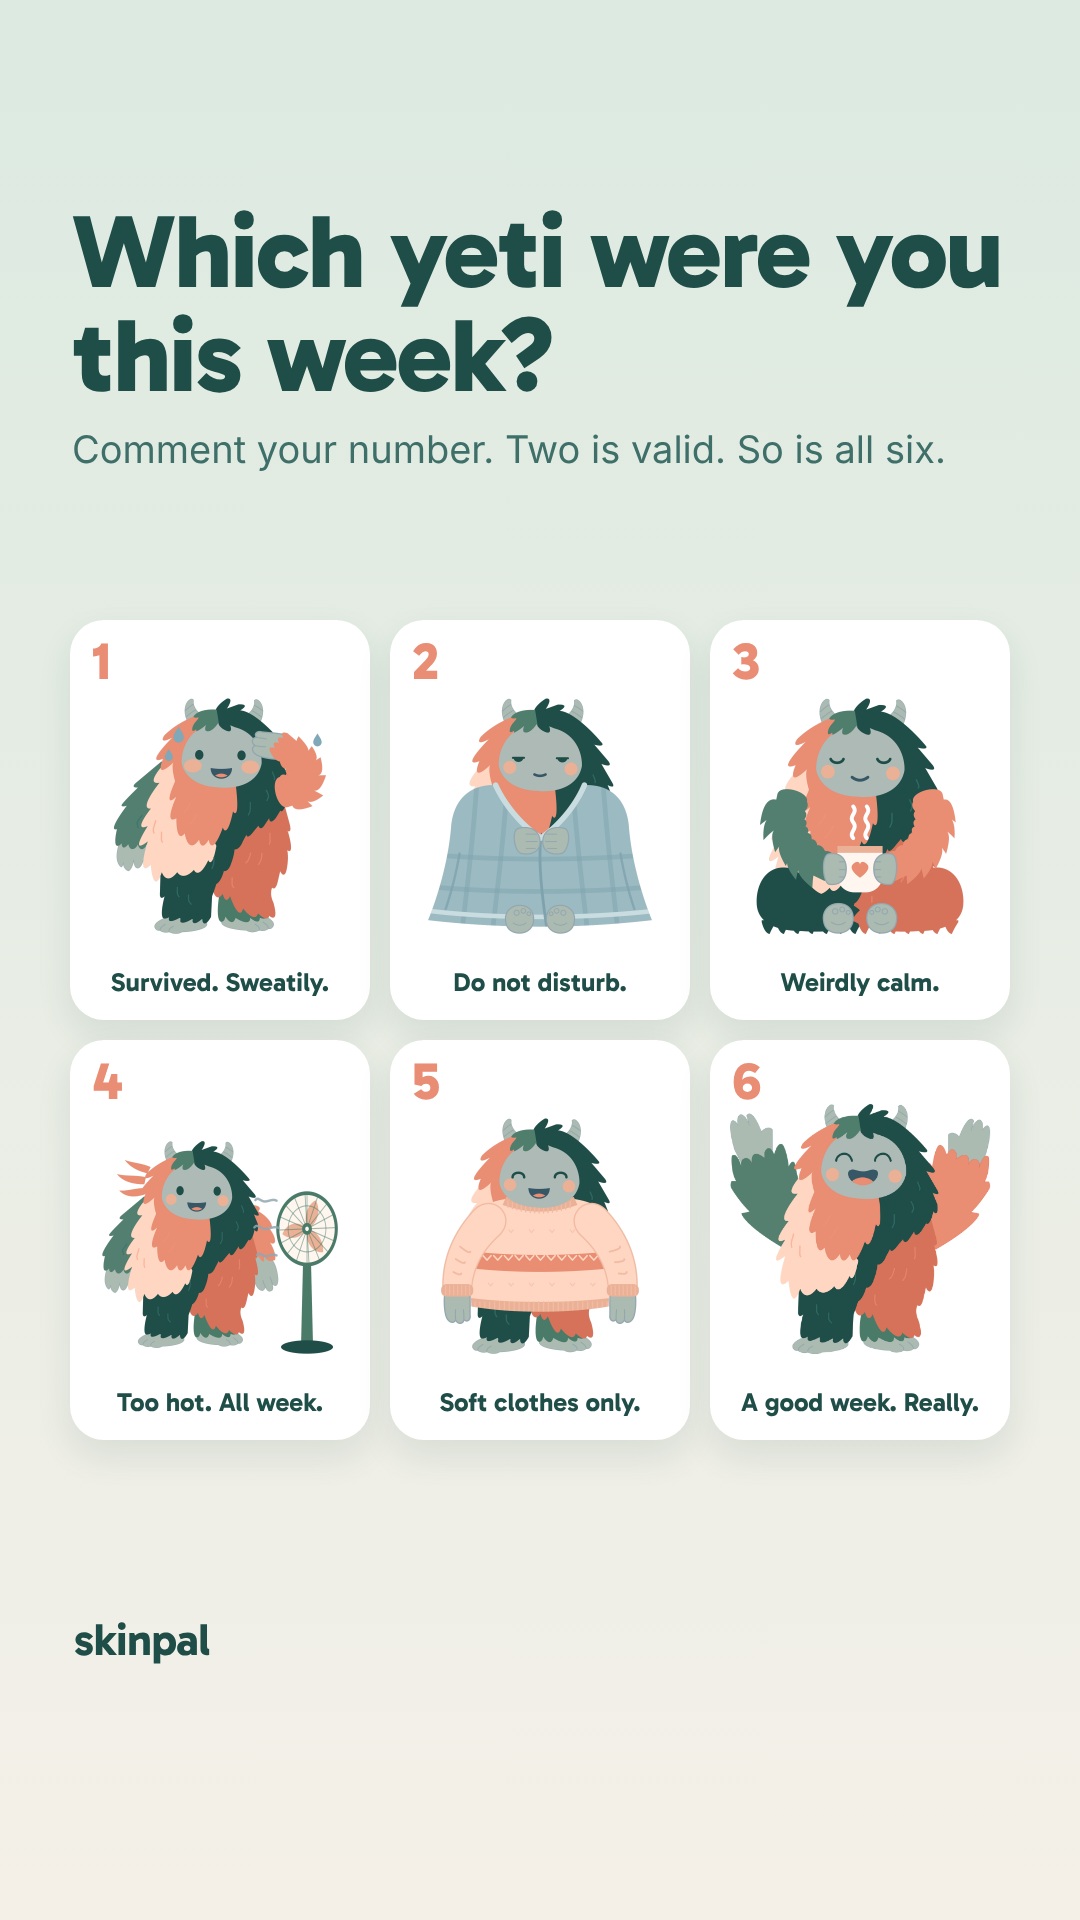 Which yeti were you
this week?
Comment your number. Two is valid. So is all six.
1
2
3
Survived. Sweatily.
Do not disturb.
Weirdly calm.
4
5
6
Too hot. All week.
Soft clothes only.
A good week. Really.
skinpal